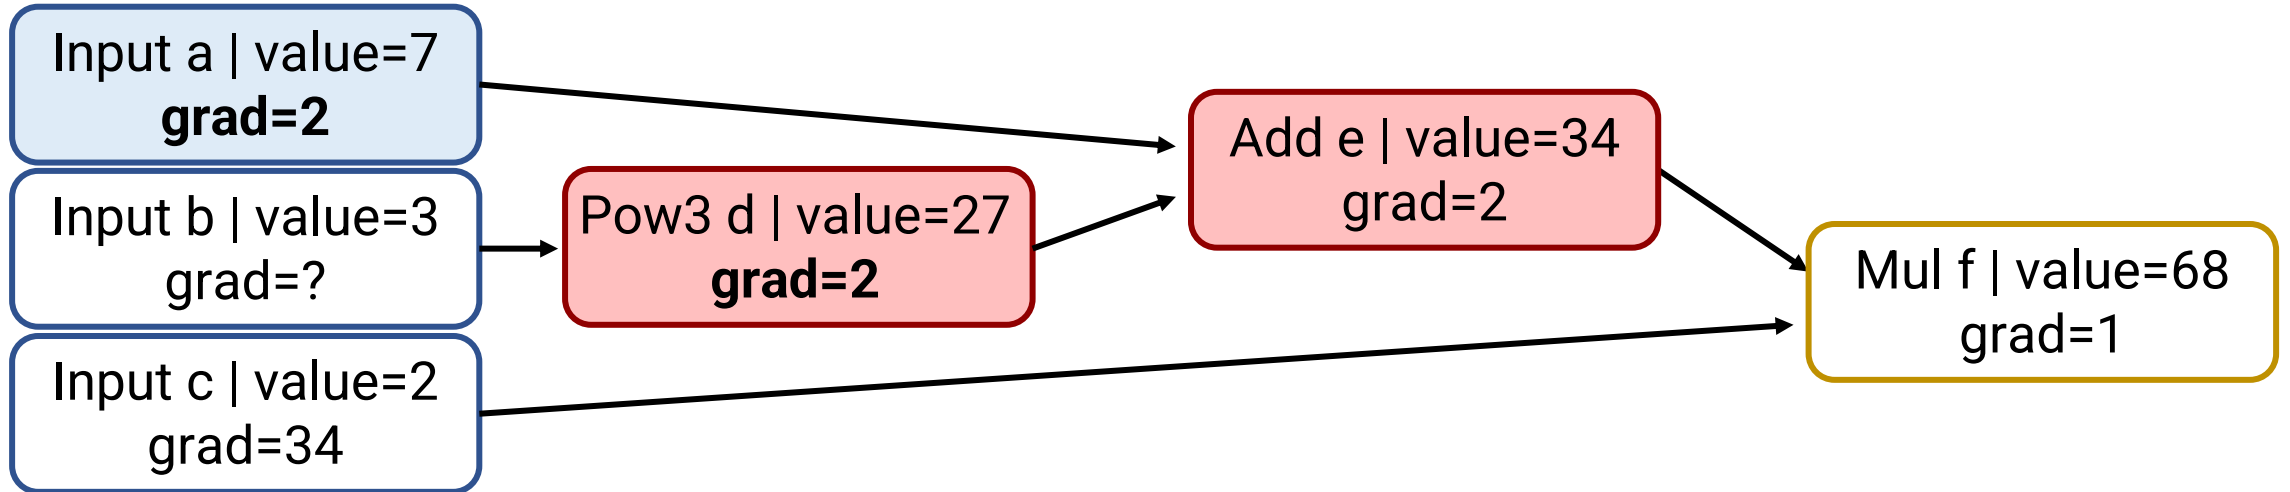 Input a | value=7
grad=2
Input b | value=3
grad=?
Input c | value=2
grad=34
Pow3 d | value=27
grad=2
Add e | value=34
grad=2
Mul f | value=68
grad=1